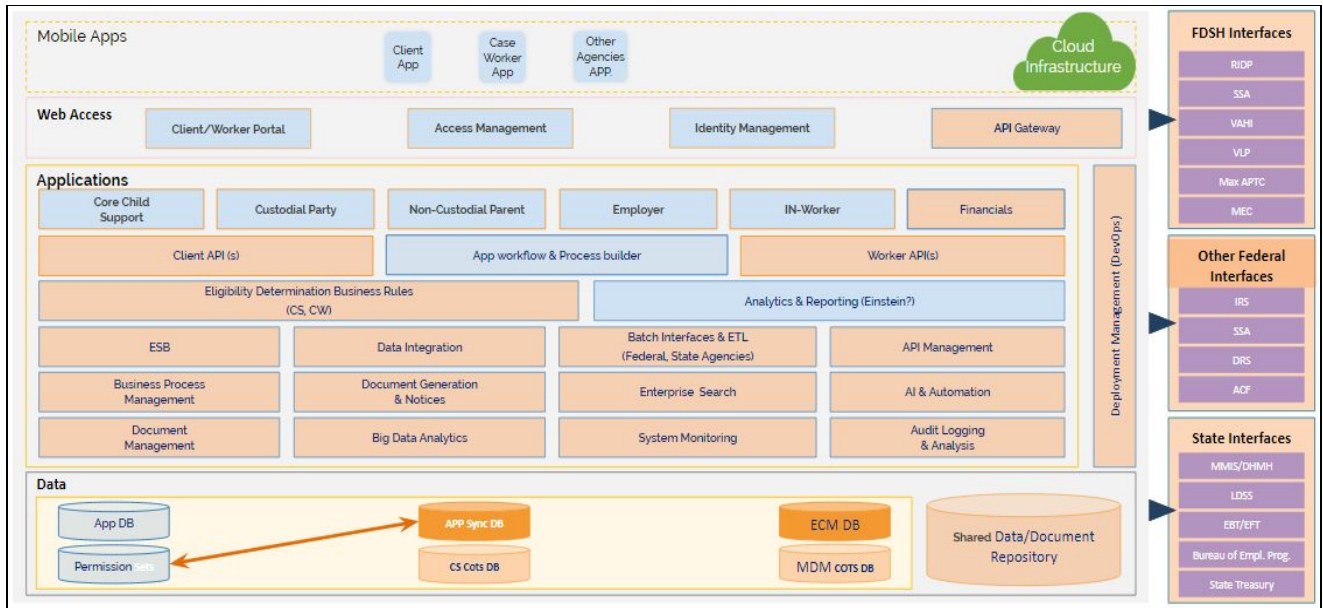 Mobile Apps
Client
App
Case
Worker
App
Other
Agencies
APP.
Cloud
Infrastructure
Web Access
Client/Worker Portal
Access Management
Identity Management
API Gateway
Applications
Core Child
Support
Custodial Party
Non-Custodial Parent
Employer
IN-Worker
Financials
Client API (s)
App workflow & Process builder
Worker API(s)
Eligibility Determination Business Rules
(CS, CW)
Analytics & Reporting (Einstein?)
ESB
Data Integration
Batch Interfaces & ETL
(Federal, State Agencies)
API Management
Business Process
Management
Document Generation
& Notices
Enterprise Search
AI & Automation
Document
Management
Big Data Analytics
System Monitoring
Audit Logging
& Analysis
Deployment Management (DevOps)
Data
App DB
APP Sync DB
ECM DB
Permission Sets
CS Cots DB
MDM COTS DB
Shared Data/Document
Repository
FDSH Interfaces
RIDP
SSA
VAHI
VLP
Max APTC
MEC
Other Federal
Interfaces
IRS
SSA
DRS
ACF
State Interfaces
MMIS/DHMH
LDSS
EBT/EFT
Bureau of Empl. Prog.
State Treasury